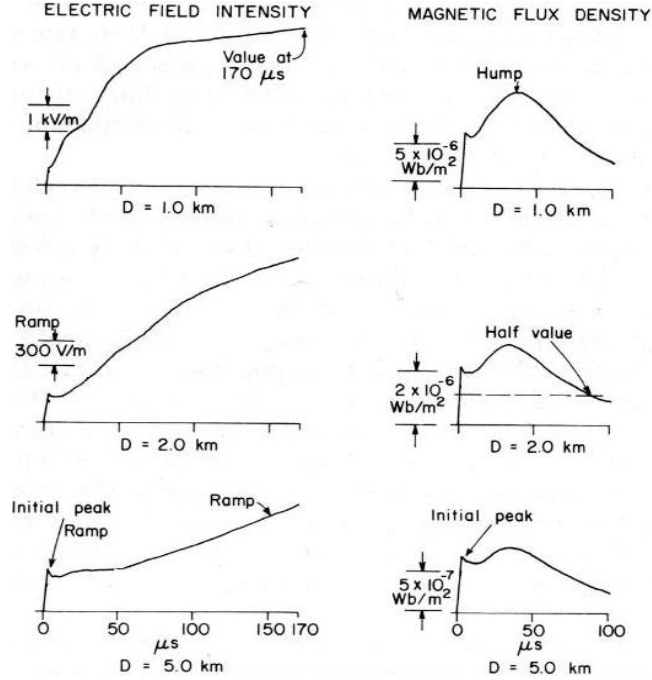 ELECTRIC FIELD INTENSITY
Value at
170 μs
1 kV/m
D = 1.0 km
Ramp
300 V/m
D = 2.0 km
Initial peak
Ramp
Ramp
0 50 100 150 170
μs
D = 5.0 km
MAGNETIC FLUX DENSITY
Hump
5 x 10⁻⁶
Wb/m²
D = 1.0 km
Half value
2 x 10⁻⁶
Wb/m²
D = 2.0 km
Initial peak
5 x 10⁻⁷
Wb/m²
0 50 100
μs
D = 5.0 km